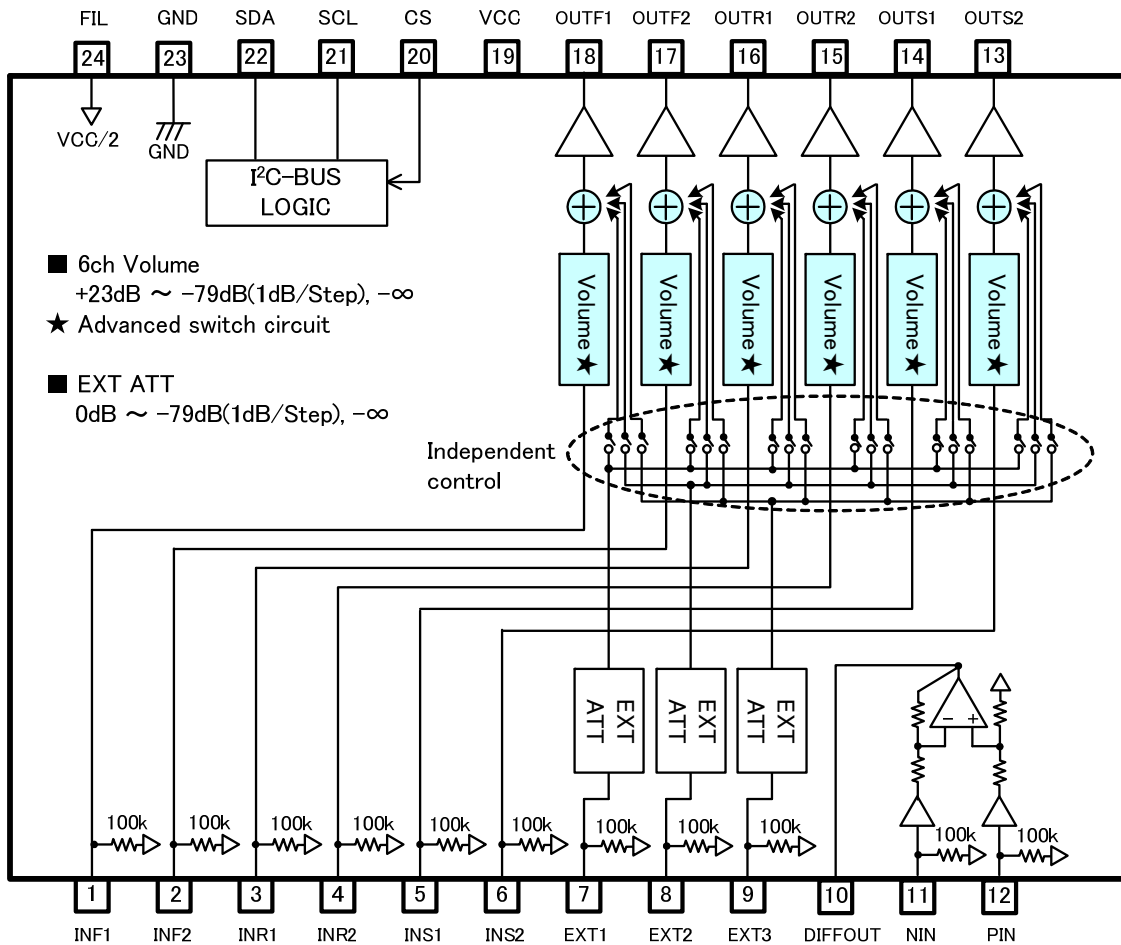 FIL GND SDA SCL CS VCC OUTF1 OUTF2 OUTR1 OUTR2 OUTS1 OUTS2
24 23 22 21 20 19 18 17 16 15 14 13
VCC/2
GND
I²C-BUS
LOGIC
■ 6ch Volume
+23dB ～ -79dB(1dB/Step), -∞
★ Advanced switch circuit
■ EXT ATT
0dB ～ -79dB(1dB/Step), -∞
+ + + + + +
Volume★ Volume★ Volume★ Volume★ Volume★ Volume★
Independent
control
EXT ATT
EXT ATT
EXT ATT
- +
100k 100k 100k 100k 100k 100k 100k 100k 100k 100k 100k
1 2 3 4 5 6 7 8 9 10 11 12
INF1 INF2 INR1 INR2 INS1 INS2 EXT1 EXT2 EXT3 DIFFOUT NIN PIN